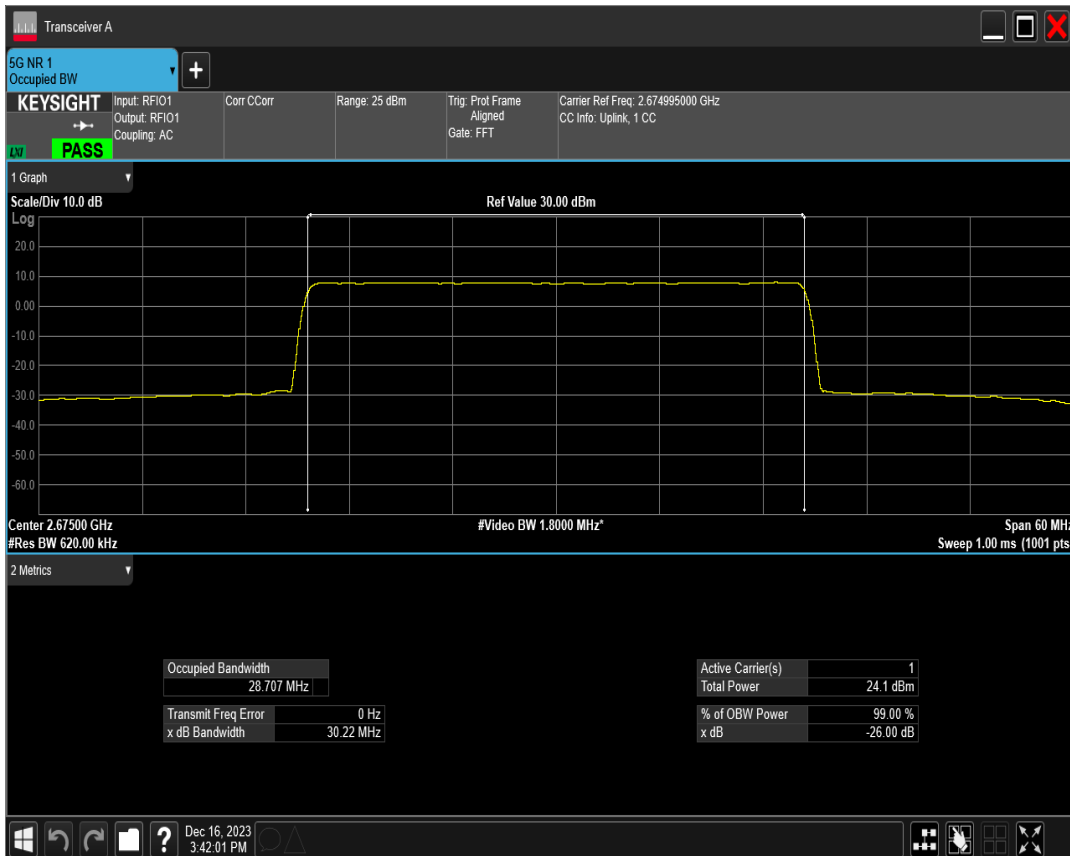 Transceiver A
5G NR 1
Occupied BW
+
KEYSIGHT
LXI
PASS
Input: RFIO1
Output: RFIO1
Coupling: AC
Corr CCorr
Range: 25 dBm
Trig: Prot Frame
Aligned
Gate: FFT
Carrier Ref Freq: 2.674995000 GHz
CC Info: Uplink, 1 CC
1 Graph
Scale/Div 10.0 dB
Ref Value 30.00 dBm
Log
20.0
10.0
0.00
-10.0
-20.0
-30.0
-40.0
-50.0
-60.0
Center 2.67500 GHz
#Video BW 1.8000 MHz*
Span 60 MHz
#Res BW 620.00 kHz
Sweep 1.00 ms (1001 pts
2 Metrics
Occupied Bandwidth
28.707 MHz
Transmit Freq Error 0 Hz
x dB Bandwidth 30.22 MHz
Active Carrier(s) 1
Total Power 24.1 dBm
% of OBW Power 99.00 %
x dB -26.00 dB
?
Dec 16, 2023
3:42:01 PM